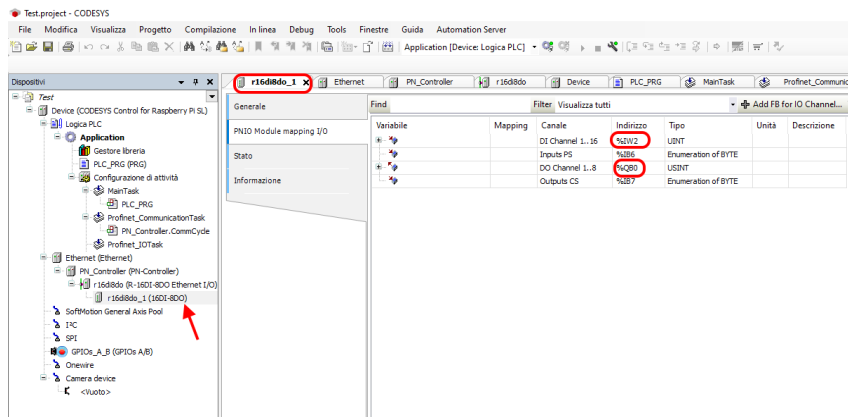 Test.project - CODESYS
File Modifica Visualizza Progetto Compilazione In linea Debug Tools Finestre Guida Automation Server
Application [Device: Logica PLC]
Dispositivi
Test
Device (CODESYS Control for Raspberry Pi SL)
Logica PLC
Application
Gestore libreria
PLC_PRG (PRG)
Configurazione di attività
MainTask
PLC_PRG
Profinet_CommunicationTask
PN_Controller.CommCycle
Profinet_IOTask
Ethernet (Ethernet)
PN_Controller (PN-Controller)
r16di8do (R-16DI-8DO Ethernet I/O)
r16di8do_1 (16DI-8DO)
SoftMotion General Axis Pool
I²C
SPI
GPIOs_A_B (GPIOs A/B)
Onewire
Camera device
<Vuoto>
r16di8do_1 Ethernet PN_Controller r16di8do Device PLC_PRG MainTask Profinet_Communic
Generale
PNIO Module mapping I/O
Stato
Informazione
Find Filter Visualizza tutti Add FB for IO Channel...
Variabile Mapping Canale Indirizzo Tipo Unità Descrizione
DI Channel 1..16 %IW2 UINT
Inputs PS %IB6 Enumeration of BYTE
DO Channel 1..8 %QB0 USINT
Outputs CS %IB7 Enumeration of BYTE